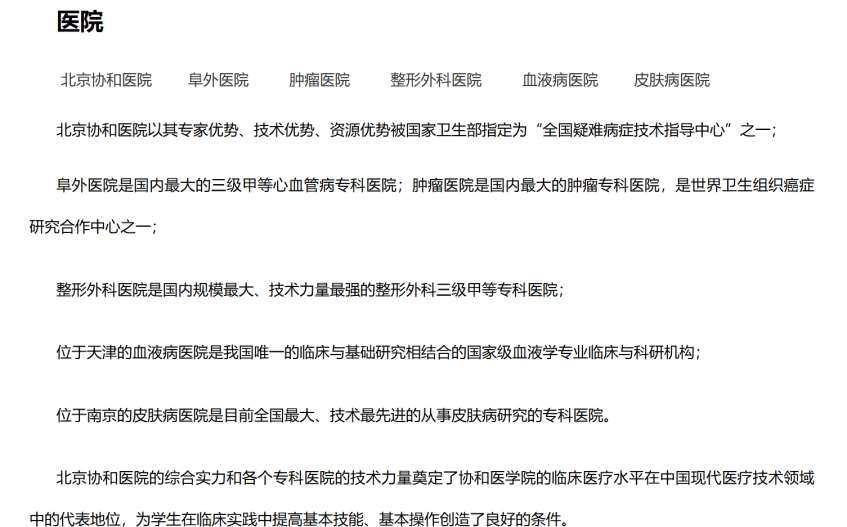 医院
北京协和医院 阜外医院 肿瘤医院 整形外科医院 血液病医院 皮肤病医院
北京协和医院以其专家优势、技术优势、资源优势被国家卫生部指定为“全国疑难病症技术指导中心”之一；
阜外医院是国内最大的三级甲等心血管病专科医院；肿瘤医院是国内最大的肿瘤专科医院，是世界卫生组织癌症
研究合作中心之一；
整形外科医院是国内规模最大、技术力量最强的整形外科三级甲等专科医院；
位于天津的血液病医院是我国唯一的临床与基础研究相结合的国家级血液学专业临床与科研机构；
位于南京的皮肤病医院是目前全国最大、技术最先进的从事皮肤病研究的专科医院。
北京协和医院的综合实力和各个专科医院的技术力量奠定了协和医学院的临床医疗水平在中国现代医疗技术领域
中的代表地位，为学生在临床实践中提高基本技能、基本操作创造了良好的条件。